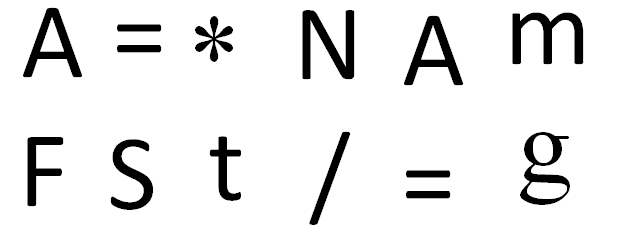 A = * N A m
F S t / = g